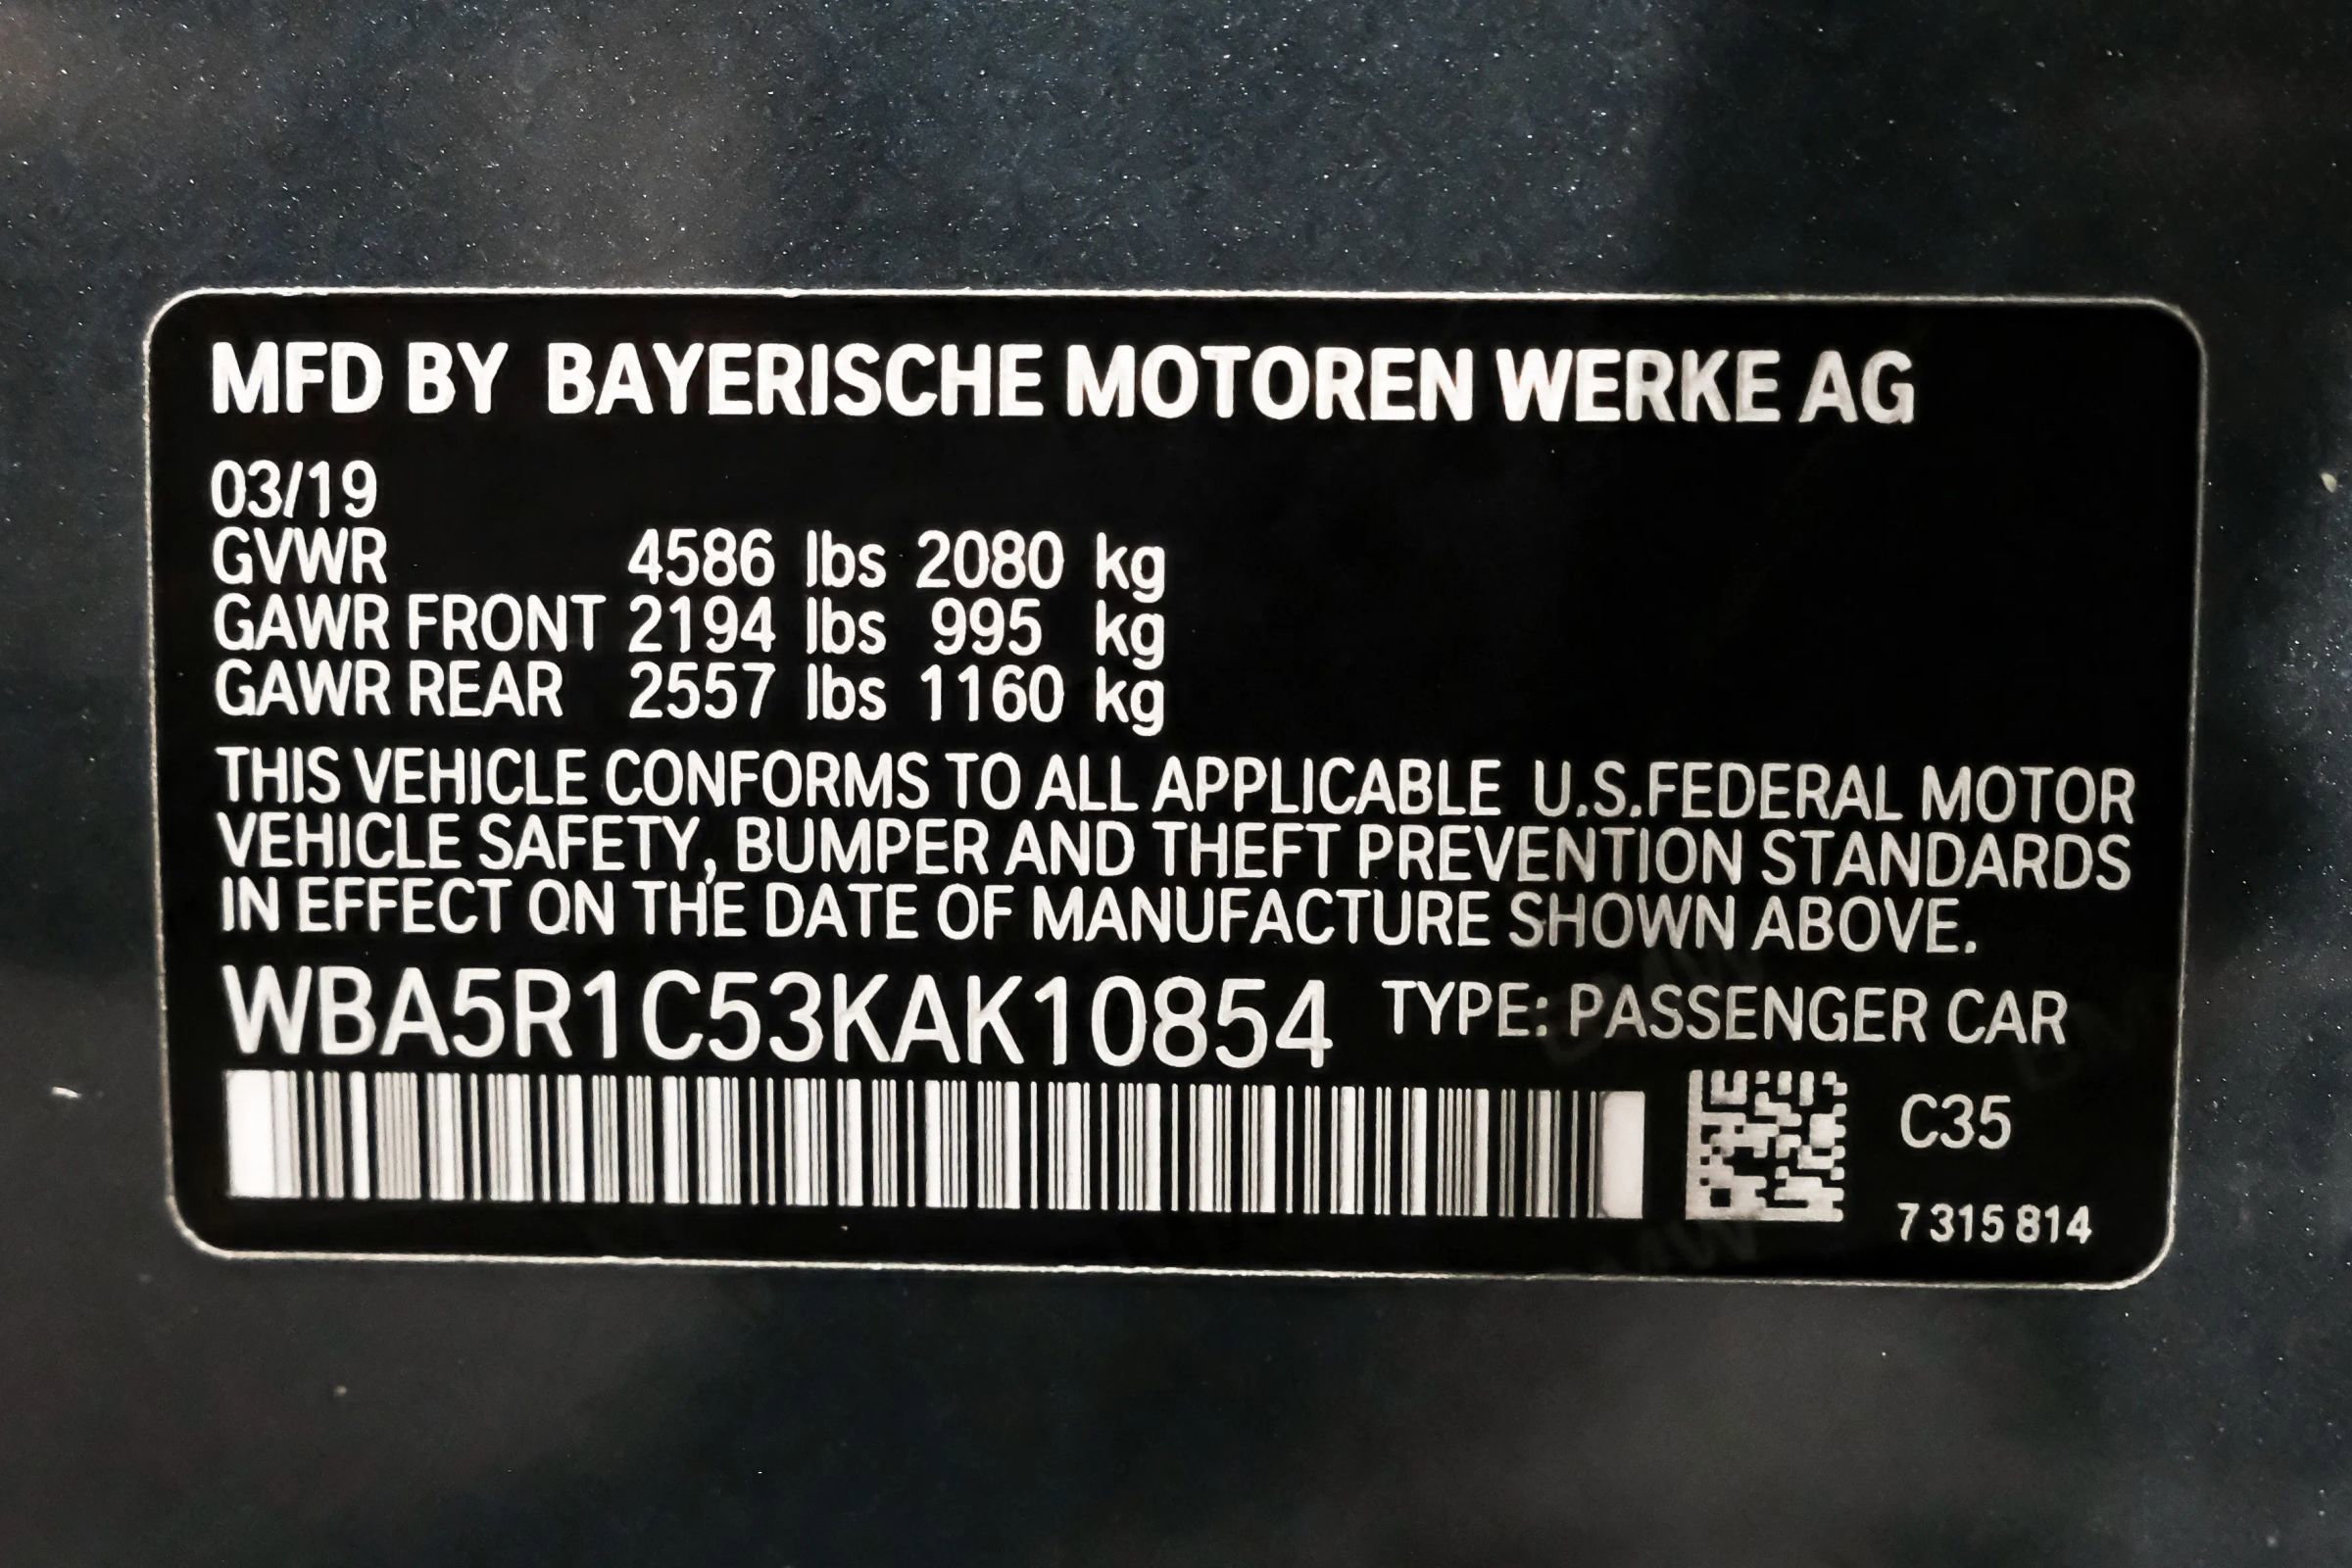 MFD BY BAYERISCHE MOTOREN WERKE AG
03/19
GVWR 4586 lbs 2080 kg
GAWR FRONT 2194 lbs 995 kg
GAWR REAR 2557 lbs 1160 kg
THIS VEHICLE CONFORMS TO ALL APPLICABLE U.S.FEDERAL MOTOR
VEHICLE SAFETY, BUMPER AND THEFT PREVENTION STANDARDS
IN EFFECT ON THE DATE OF MANUFACTURE SHOWN ABOVE.
WBA5R1C53KAK10854 TYPE: PASSENGER CAR
C35
7 315 814